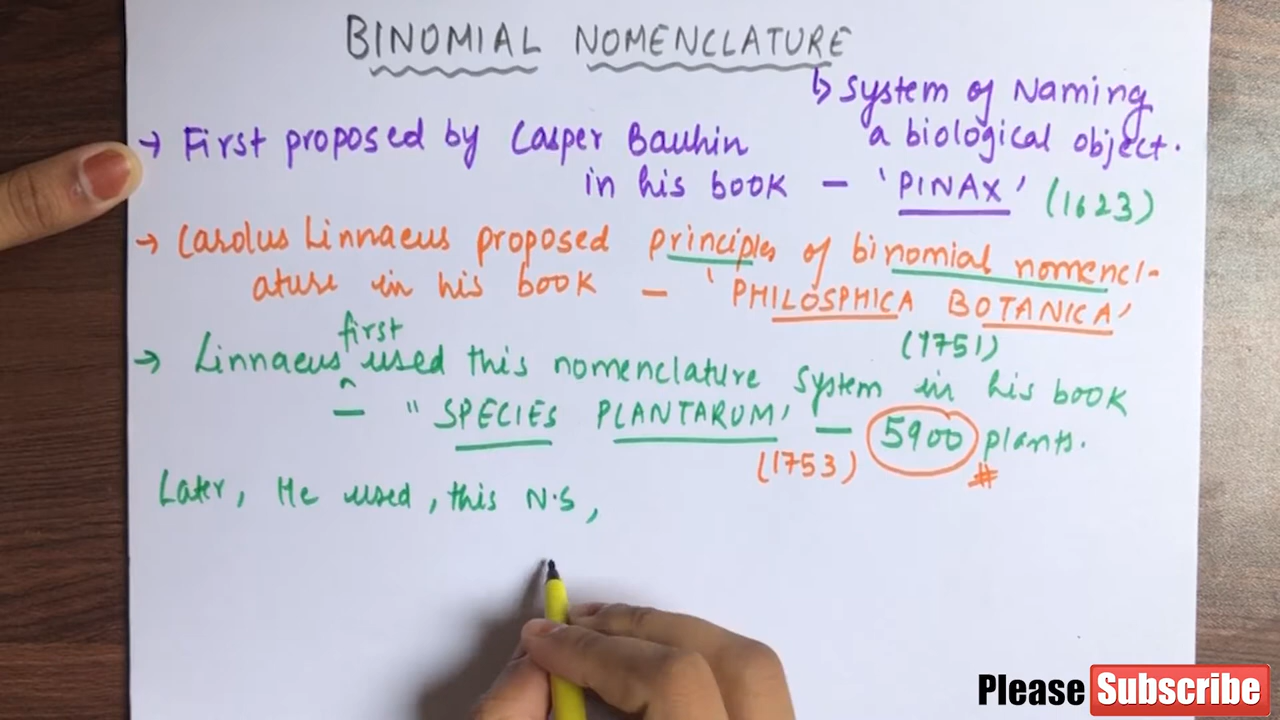 BINOMIAL NOMENCLATURE
↳ System of Naming
a biological object.
→ First proposed by Casper Bauhin
in his book – 'PINAX' (1623)
→ Carolus Linnaeus proposed principles of binomial nomencl-
ature in his book – 'PHILOSPHICA BOTANICA'
(1751)
→ Linnaeus ^first used this nomenclature system in his book
– "SPECIES PLANTARUM' – 5900 plants.
(1753) #
Later, He used, this N.S,
Please Subscribe